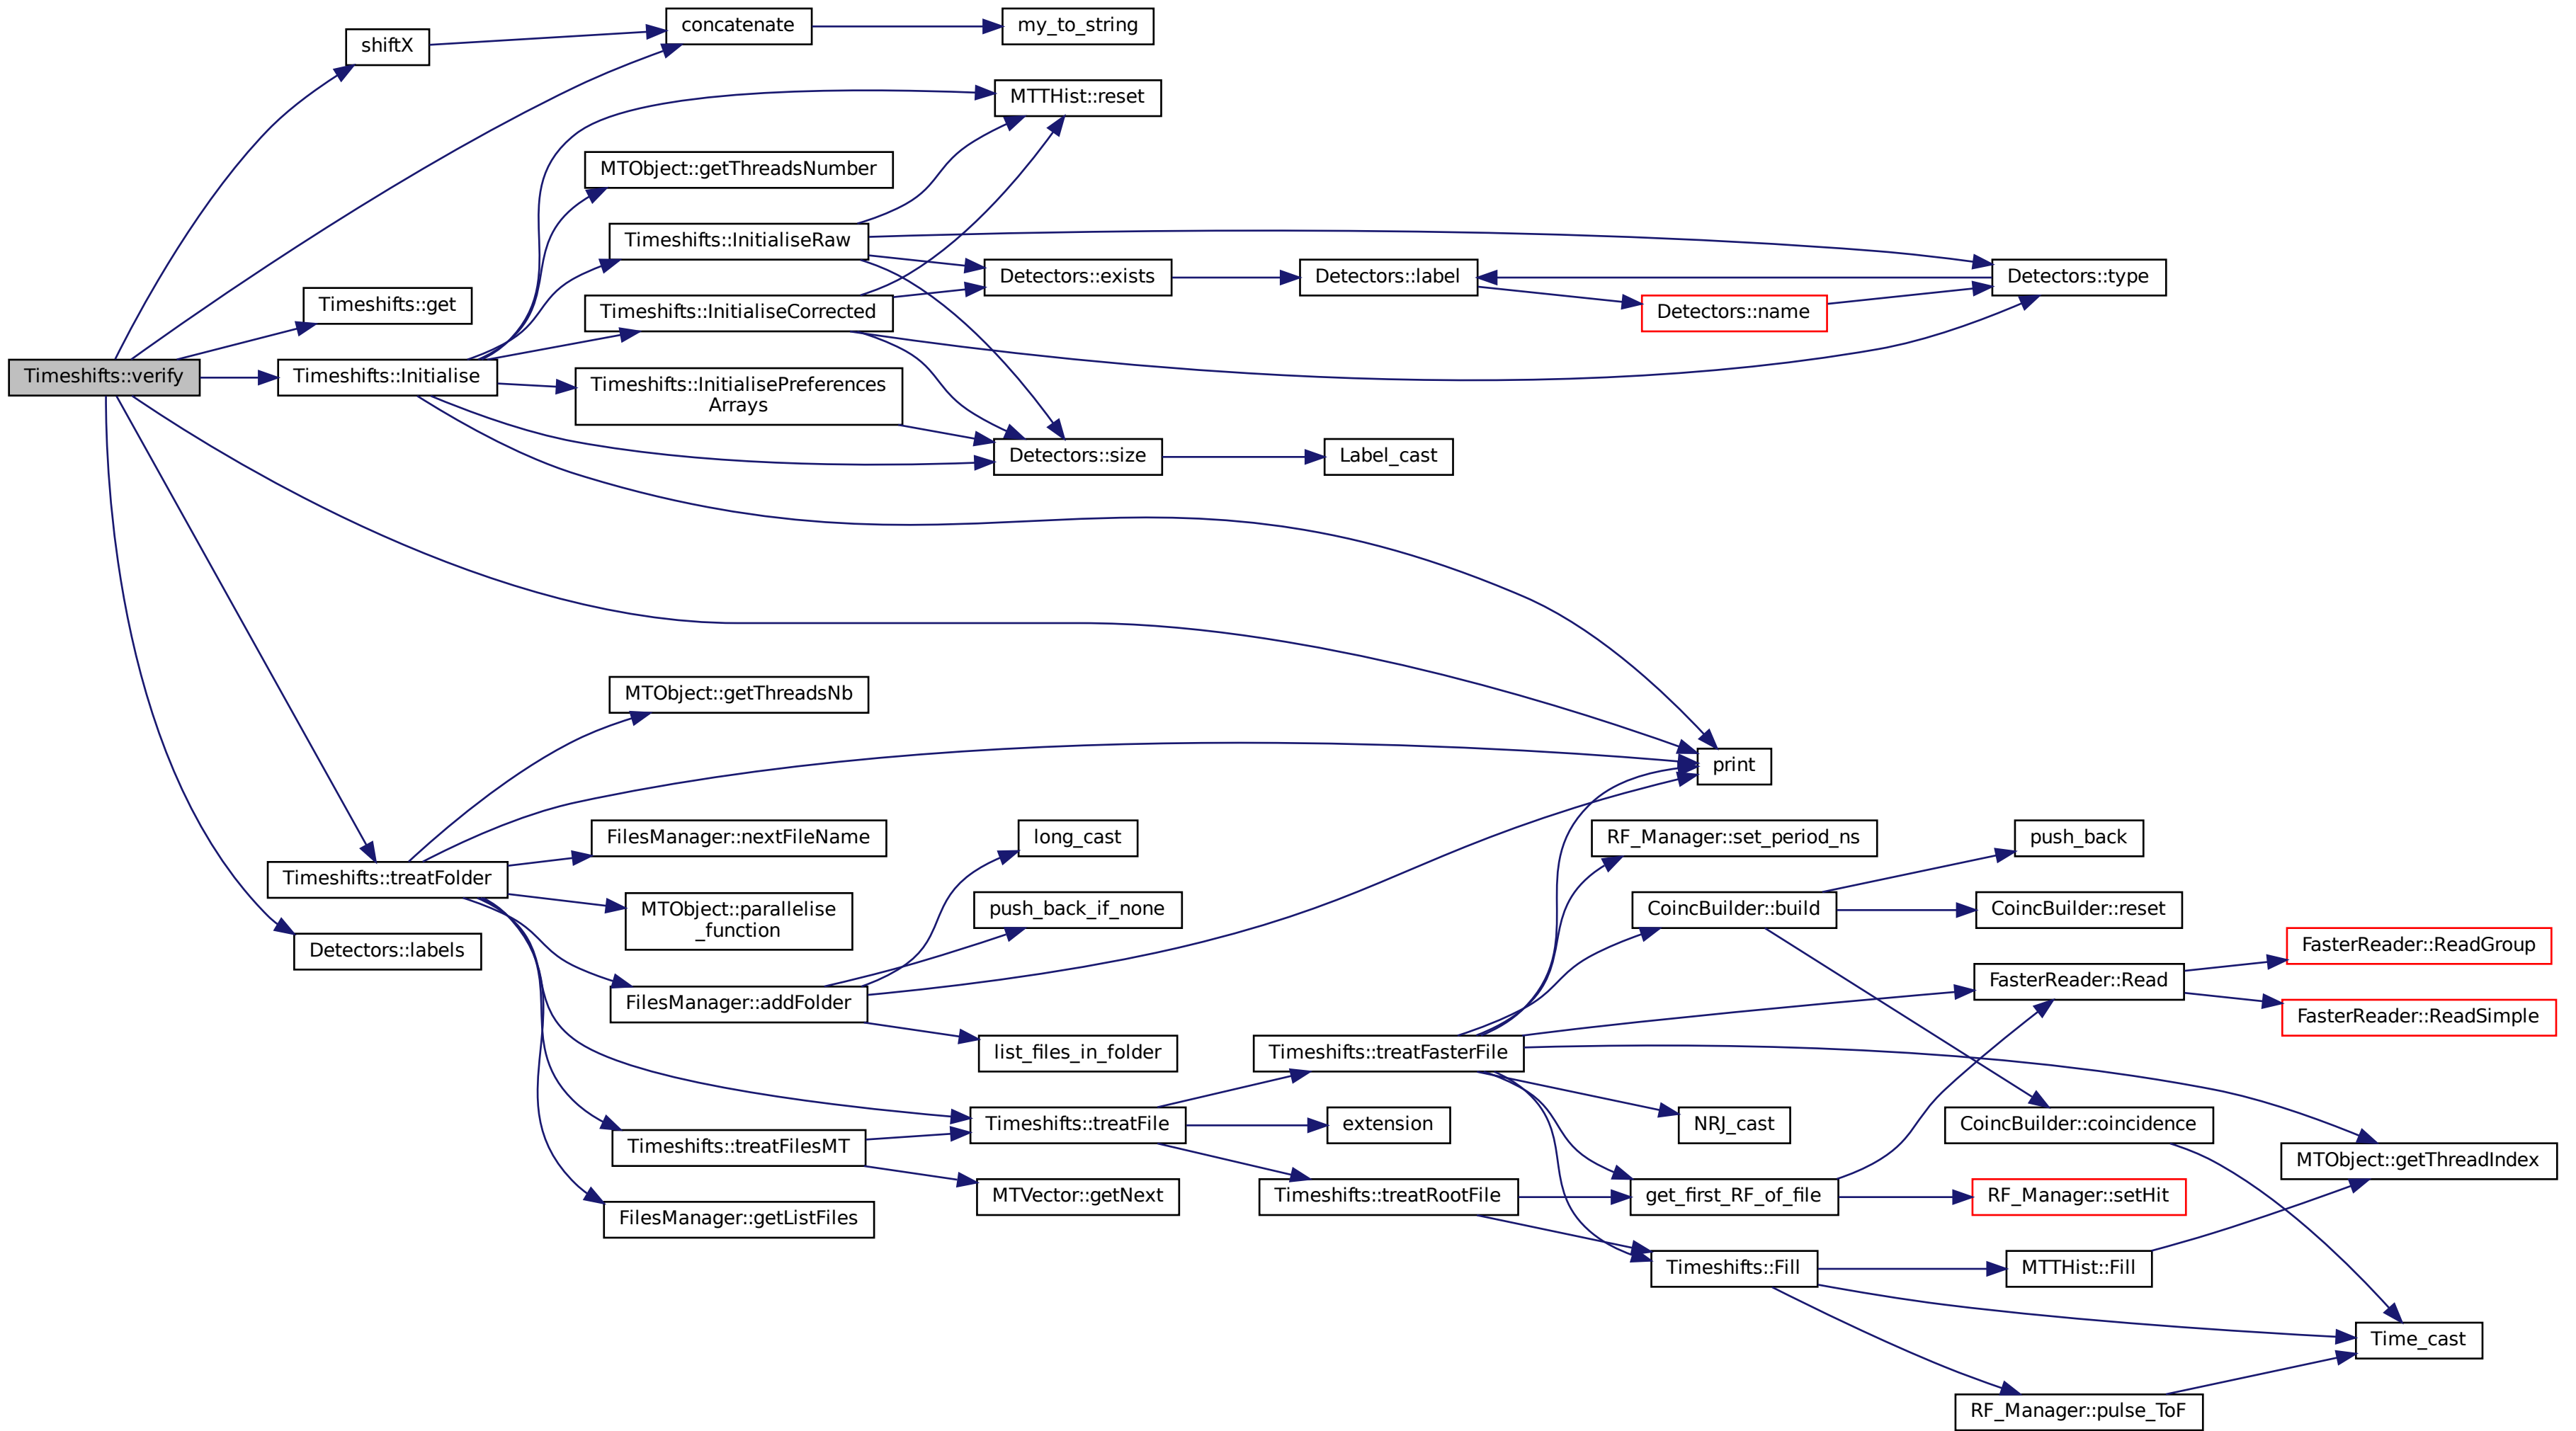 shiftX
concatenate
my_to_string
MTTHist::reset
MTObject::getThreadsNumber
Timeshifts::InitialiseRaw
Detectors::exists
Detectors::label
Detectors::type
Timeshifts::get
Timeshifts::InitialiseCorrected
Detectors::name
Timeshifts::verify
Timeshifts::Initialise
Timeshifts::InitialisePreferences
Arrays
Detectors::size
Label_cast
MTObject::getThreadsNb
print
FilesManager::nextFileName
long_cast
RF_Manager::set_period_ns
push_back
Timeshifts::treatFolder
MTObject::parallelise
_function
push_back_if_none
CoincBuilder::build
CoincBuilder::reset
Detectors::labels
FasterReader::ReadGroup
FilesManager::addFolder
FasterReader::Read
FasterReader::ReadSimple
list_files_in_folder
Timeshifts::treatFasterFile
Timeshifts::treatFile
extension
NRJ_cast
CoincBuilder::coincidence
Timeshifts::treatFilesMT
MTObject::getThreadIndex
MTVector::getNext
Timeshifts::treatRootFile
get_first_RF_of_file
RF_Manager::setHit
FilesManager::getListFiles
Timeshifts::Fill
MTTHist::Fill
Time_cast
RF_Manager::pulse_ToF